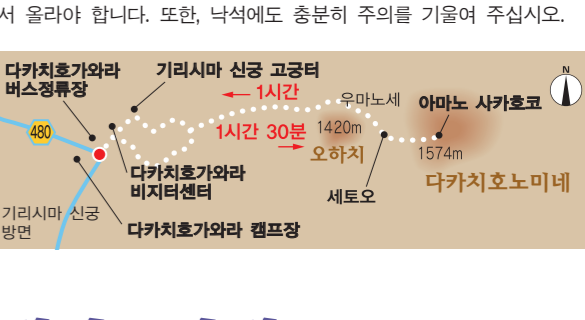 서 올라야 합니다. 또한, 낙석에도 충분히 주의를 기울여 주십시오.
다카치호가와라
버스정류장
기리시마 신궁 고궁터
1시간
우마노세
아마노 사카호코
N
480
1시간 30분
1420m
오하치
1574m
다카치호가와라
비지터센터
세토오
다카치호노미네
기리시마 신궁
방면
다카치호가와라 캠프장